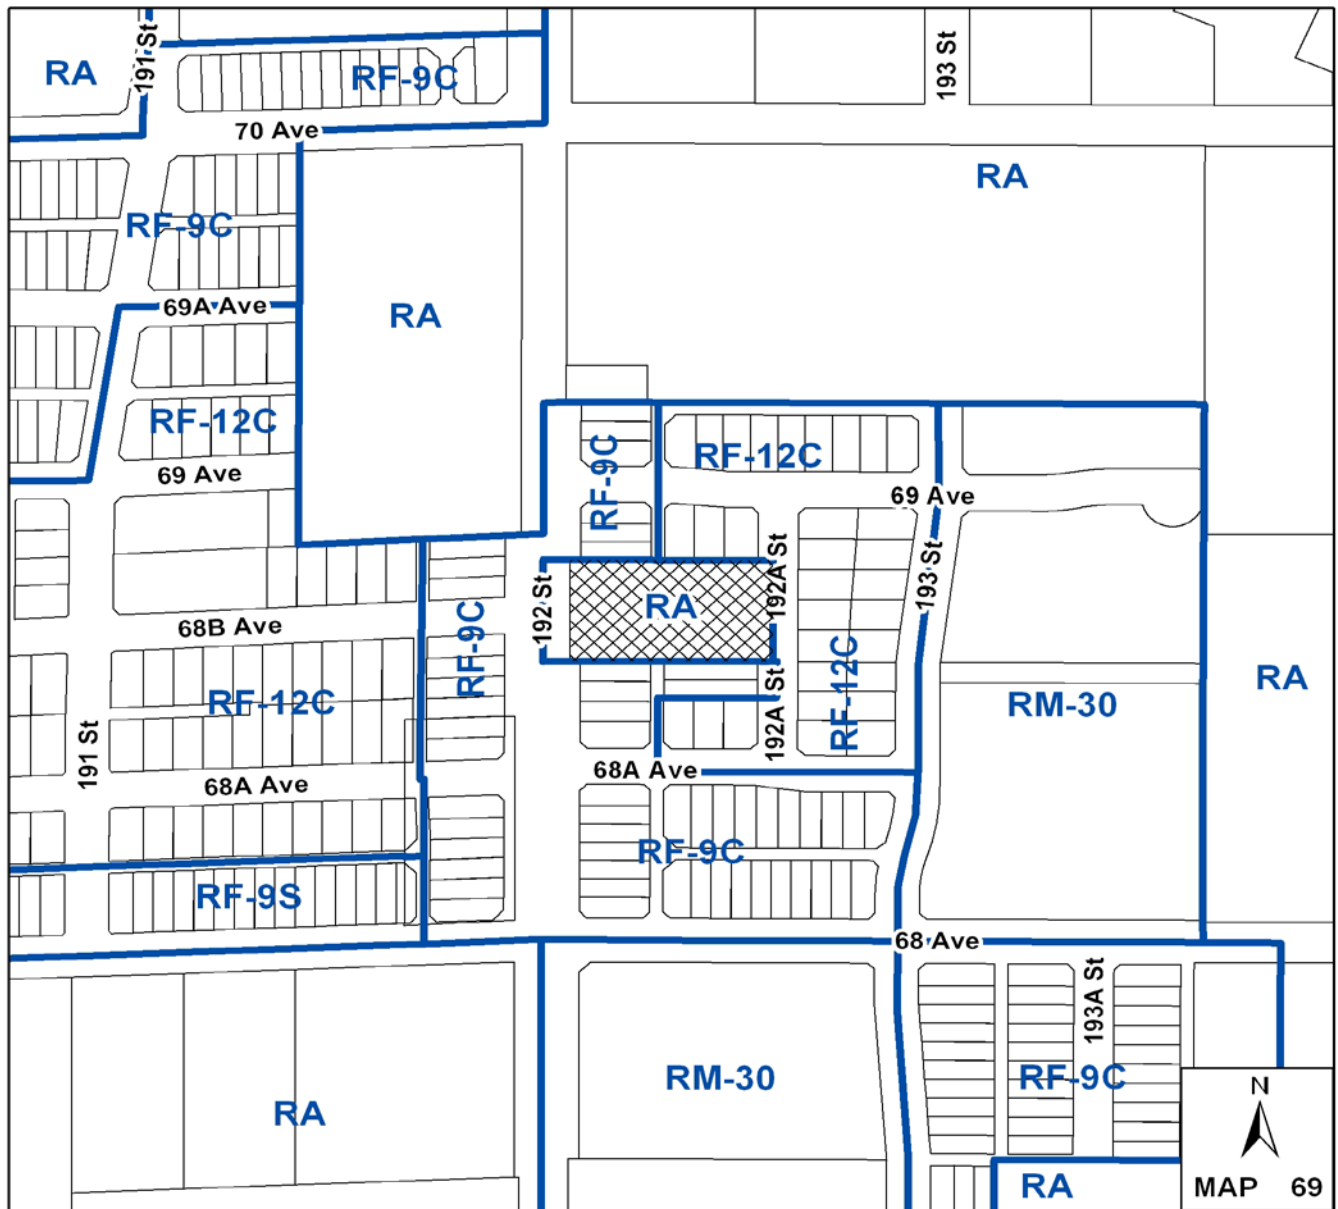 191 St
193 St
RA
RF-9C
70 Ave
RA
RF-9C
69A Ave
RA
RF-12C
RF-9C
RF-12C
69 Ave
69 Ave
192A St
193 St
192 St
RA
68B Ave
RF-9C
RF-12C
RA
RF-12C
RM-30
192A St
191 St
68A Ave
68A Ave
RF-9C
RF-9S
68 Ave
193A St
RM-30
RF-9C
N
RA
RA
MAP 69